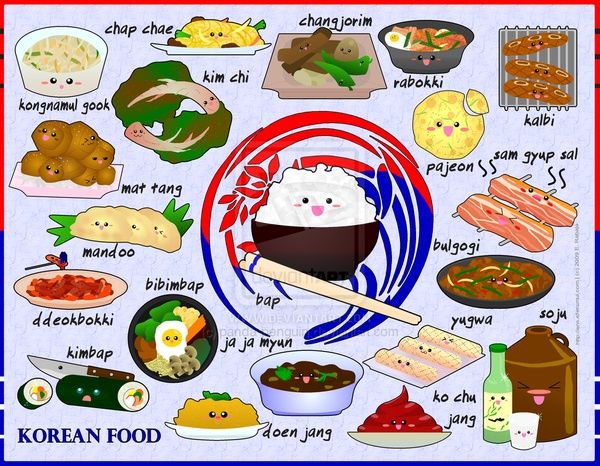 chap chae
changjorim
kongnamul gook
kim chi
rabokki
kalbi
pajeon
sam gyup sal
mat tang
mandoo
bulgogi
bibimbap
bap
ddeokbokki
ja ja myun
yugwa
soju
kimbap
ko chu
jang
doen jang
KOREAN FOOD
deviantART